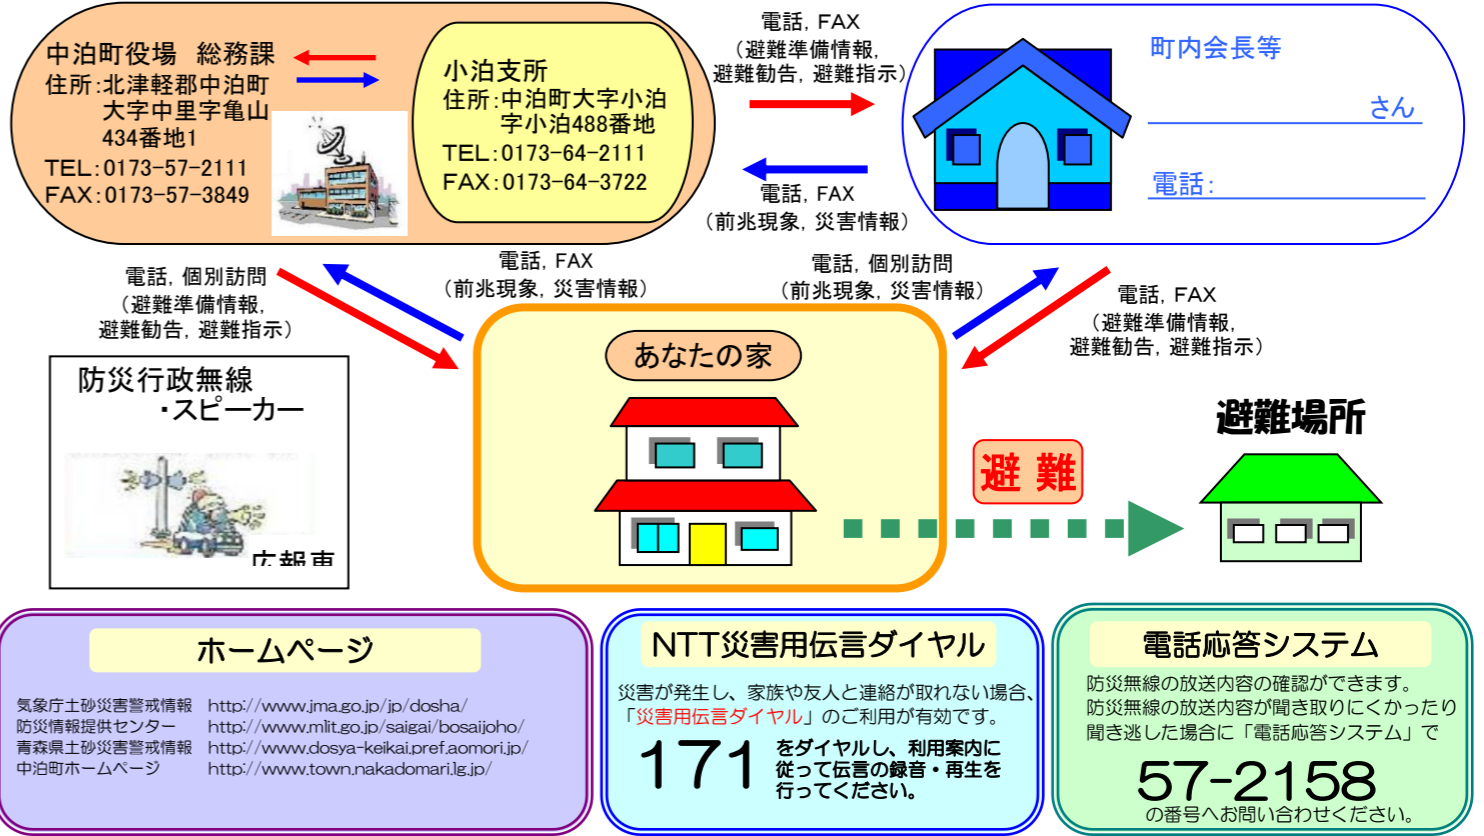 中泊町役場　総務課
住所：北津軽郡中泊町
大字中里字亀山
434番地1
TEL：0173-57-2111
FAX：0173-57-3849
小泊支所
住所：中泊町大字小泊
字小泊488番地
TEL：0173-64-2111
FAX：0173-64-3722
電話, FAX
（避難準備情報,
避難勧告, 避難指示）
電話, FAX
（前兆現象, 災害情報）
町内会長等
さん
電話：
電話, 個別訪問
（避難準備情報,
避難勧告, 避難指示）
電話, FAX
（前兆現象, 災害情報）
電話, 個別訪問
（前兆現象, 災害情報）
電話, FAX
（避難準備情報,
避難勧告, 避難指示）
防災行政無線
・スピーカー
広報車
あなたの家
避難
避難場所
ホームページ
気象庁土砂災害警戒情報　http://www.jma.go.jp/jp/dosha/
防災情報提供センター　http://www.mlit.go.jp/saigai/bosaijoho/
青森県土砂災害警戒情報　http://www.dosya-keikai.pref.aomori.jp/
中泊町ホームページ　http://www.town.nakadomari.lg.jp/
NTT災害用伝言ダイヤル
災害が発生し、家族や友人と連絡が取れない場合、
「災害用伝言ダイヤル」のご利用が有効です。
171
をダイヤルし、利用案内に
従って伝言の録音・再生を
行ってください。
電話応答システム
防災無線の放送内容の確認ができます。
防災無線の放送内容が聞き取りにくかったり
聞き逃した場合に「電話応答システム」で
57-2158
の番号へお問い合わせください。